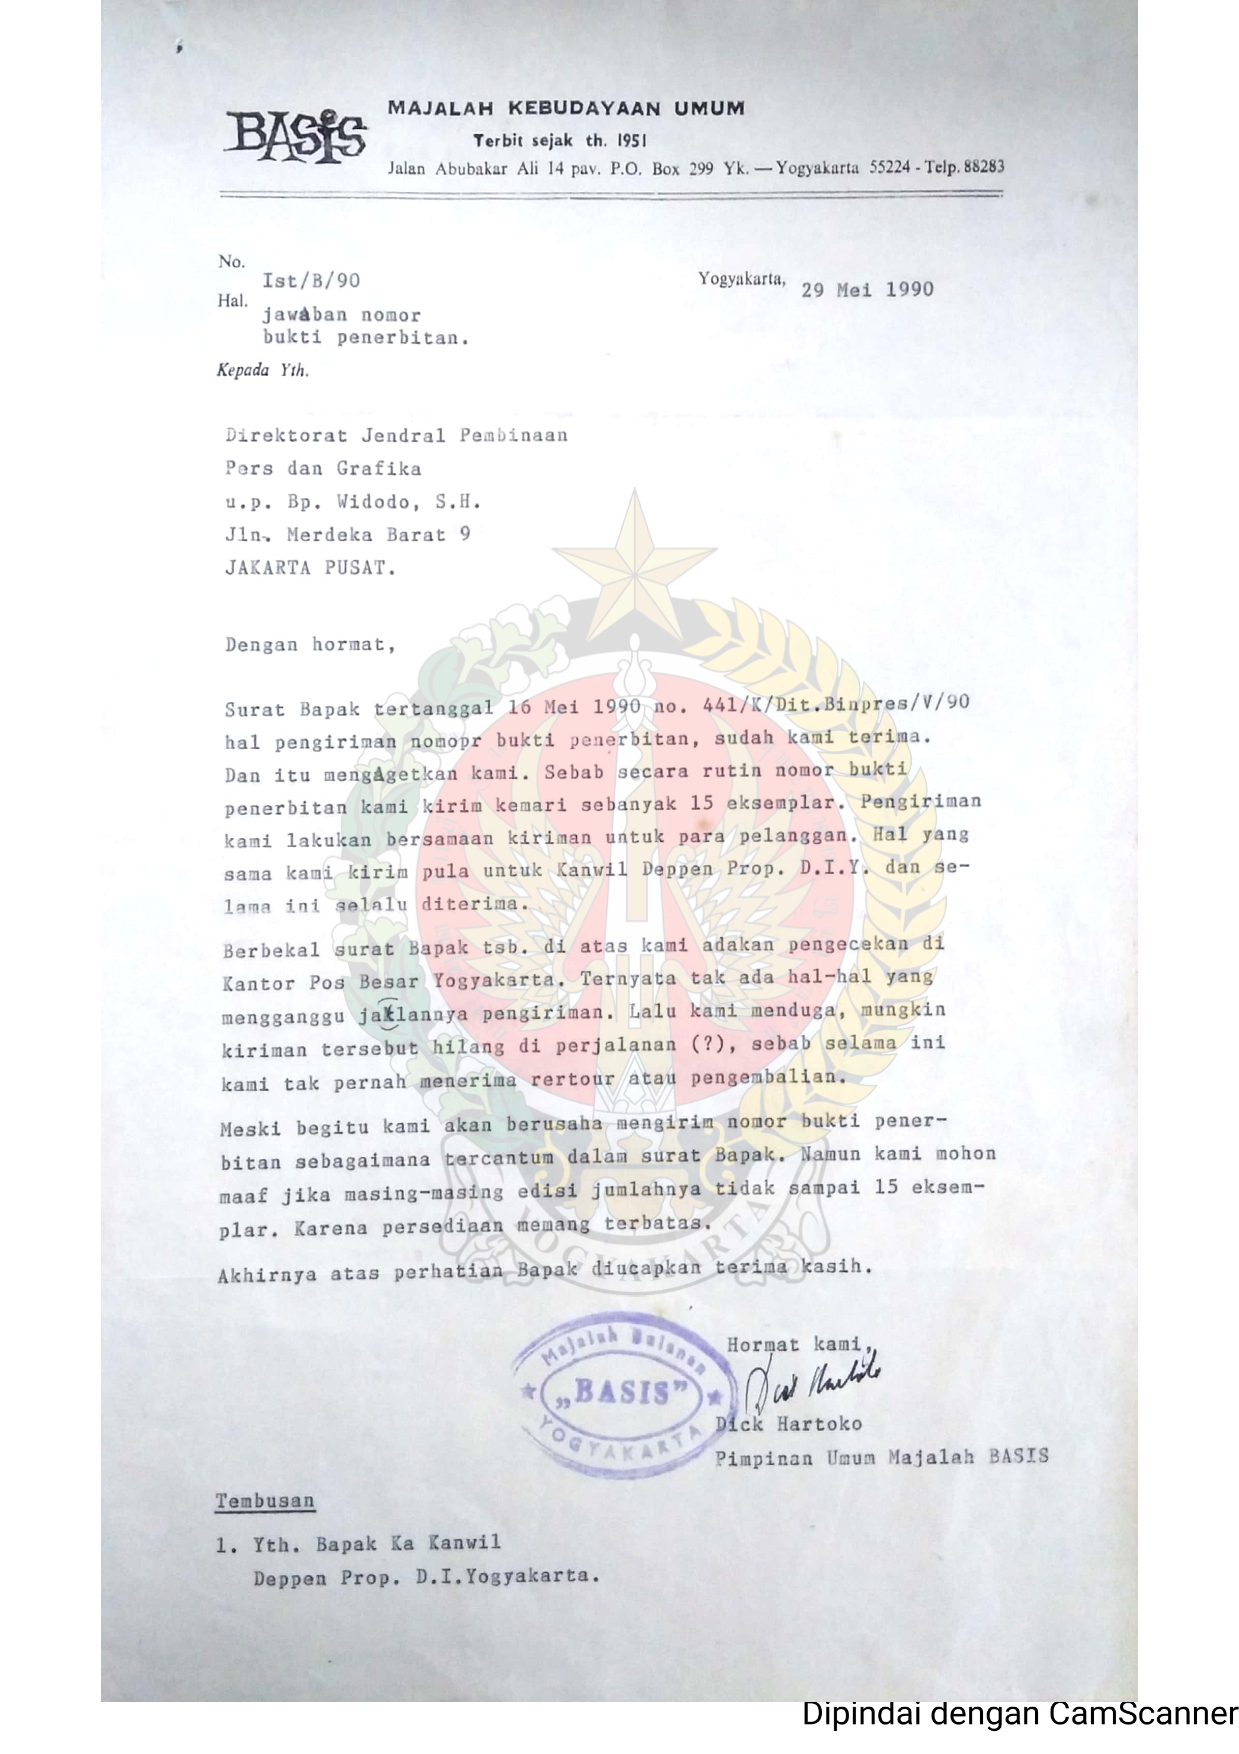 BASIS
MAJALAH KEBUDAYAAN UMUM
Terbit sejak th. 1951
Jalan Abubakar Ali 14 pav. P.O. Box 299 Yk. — Yogyakarta 55224 - Telp. 88283
No.
Ist/B/90
Yogyakarta, 29 Mei 1990
Hal.
jawaban nomor
bukti penerbitan.
Kepada Yth.
Direktorat Jendral Pembinaan
Pers dan Grafika
u.p. Bp. Widodo, S.H.
Jln. Merdeka Barat 9
JAKARTA PUSAT.
Dengan hormat,
Surat Bapak tertanggal 16 Mei 1990 no. 441/K/Dit.Binpres/V/90
hal pengiriman nomopr bukti penerbitan, sudah kami terima.
Dan itu mengagetkan kami. Sebab secara rutin nomor bukti
penerbitan kami kirim kemari sebanyak 15 eksemplar. Pengiriman
kami lakukan bersamaan kiriman untuk para pelanggan. Hal yang
sama kami kirim pula untuk Kanwil Deppen Prop. D.I.Y. dan se-
lama ini selalu diterima.
Berbekal surat Bapak tsb. di atas kami adakan pengecekan di
Kantor Pos Besar Yogyakarta. Ternyata tak ada hal-hal yang
mengganggu jaklannya pengiriman. Lalu kami menduga, mungkin
kiriman tersebut hilang di perjalanan (?), sebab selama ini
kami tak pernah menerima rertour atau pengembalian.
Meski begitu kami akan berusaha mengirim nomor bukti pener-
bitan sebagaimana tercantum dalam surat Bapak. Namun kami mohon
maaf jika masing-masing edisi jumlahnya tidak sampai 15 eksem-
plar. Karena persediaan memang terbatas.
YOGYAKARTA
Akhirnya atas perhatian Bapak diucapkan terima kasih.
Majalah Bulanan
„BASIS”
YOGYAKARTA
Hormat kami,
Dick Hartoko
Dick Hartoko
Pimpinan Umum Majalah BASIS
Tembusan
1. Yth. Bapak Ka Kanwil
Deppen Prop. D.I.Yogyakarta.
Dipindai dengan CamScanner